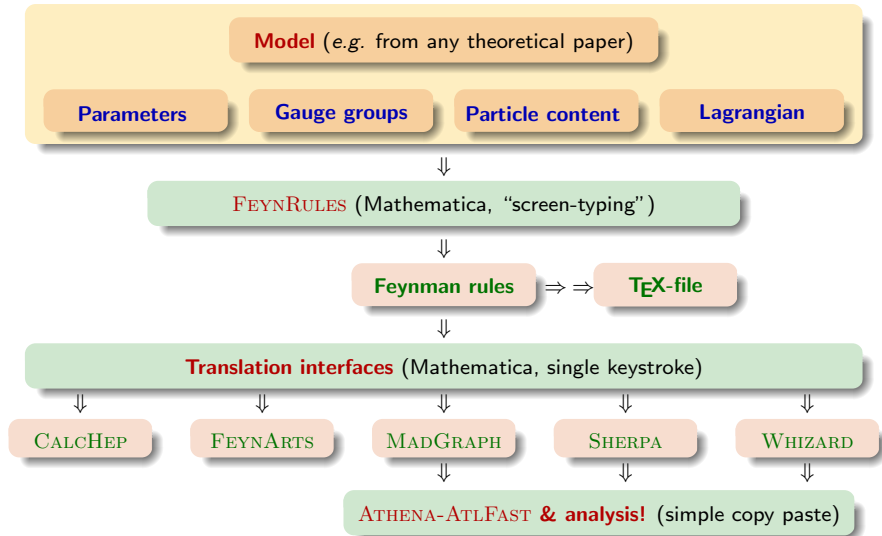 Model (e.g. from any theoretical paper)
Parameters Gauge groups Particle content Lagrangian
⇓
FEYNRULES (Mathematica, “screen-typing”)
⇓
Feynman rules ⇒ ⇒ TEX-file
⇓
Translation interfaces (Mathematica, single keystroke)
⇓ ⇓ ⇓ ⇓ ⇓
CALCHEP FEYNARTS MADGRAPH SHERPA WHIZARD
⇓ ⇓ ⇓
ATHENA-ATLFAST & analysis! (simple copy paste)